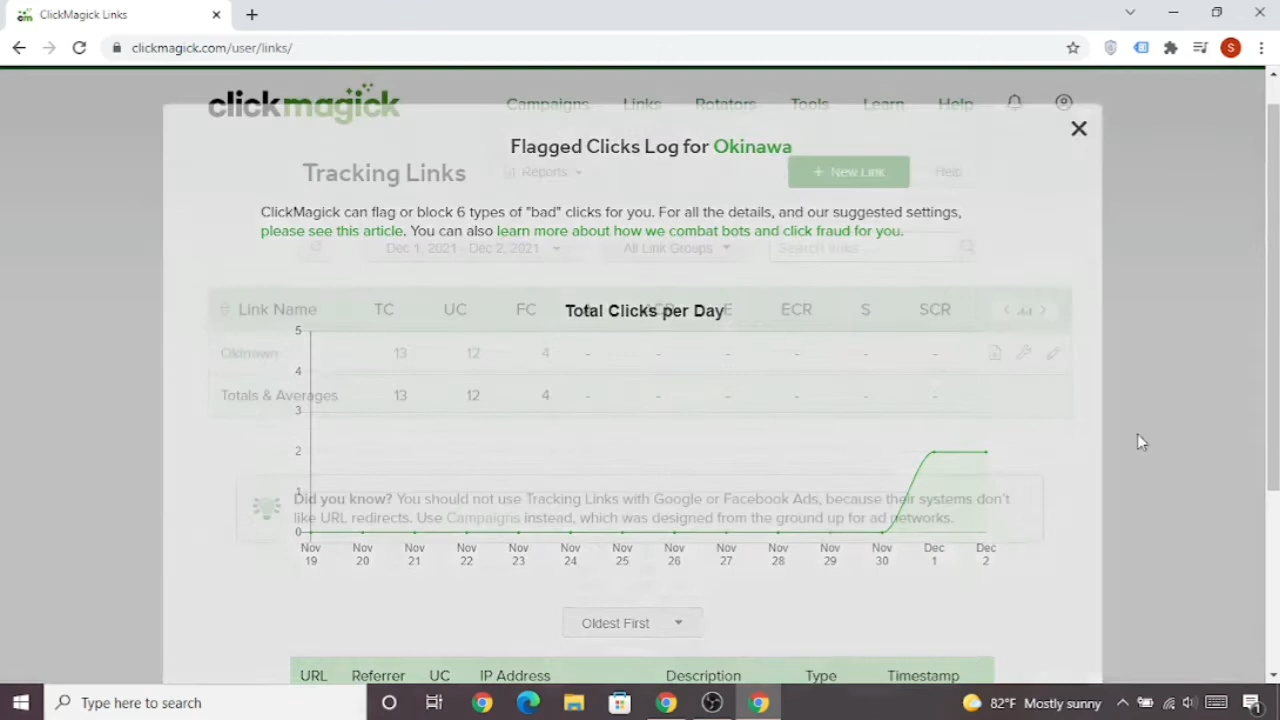 ClickMagick Links
clickmagick.com/user/links/
S
clickmagick
Campaigns Links Rotators Tools Learn Help
Flagged Clicks Log for Okinawa
Tracking Links Reports + New Link Help
ClickMagick can flag or block 6 types of "bad" clicks for you. For all the details, and our suggested settings,
please see this article. You can also learn more about how we combat bots and click fraud for you.
Dec 1, 2021 - Dec 2, 2021 All Link Groups Search links
Link Name TC UC FC E ECR S SCR
Total Clicks per Day
5
Okinawa 13 12 4 - - - - - -
4
Totals & Averages 13 12 4 - - - - - -
3
2
1
Did you know? You should not use Tracking Links with Google or Facebook Ads, because their systems don't
like URL redirects. Use Campaigns instead, which was designed from the ground up for ad networks.
0
Nov Nov Nov Nov Nov Nov Nov Nov Nov Nov Nov Nov Dec Dec
19 20 21 22 23 24 25 26 27 28 29 30 1 2
Oldest First
URL Referrer UC IP Address Description Type Timestamp
Type here to search
82°F Mostly sunny
1